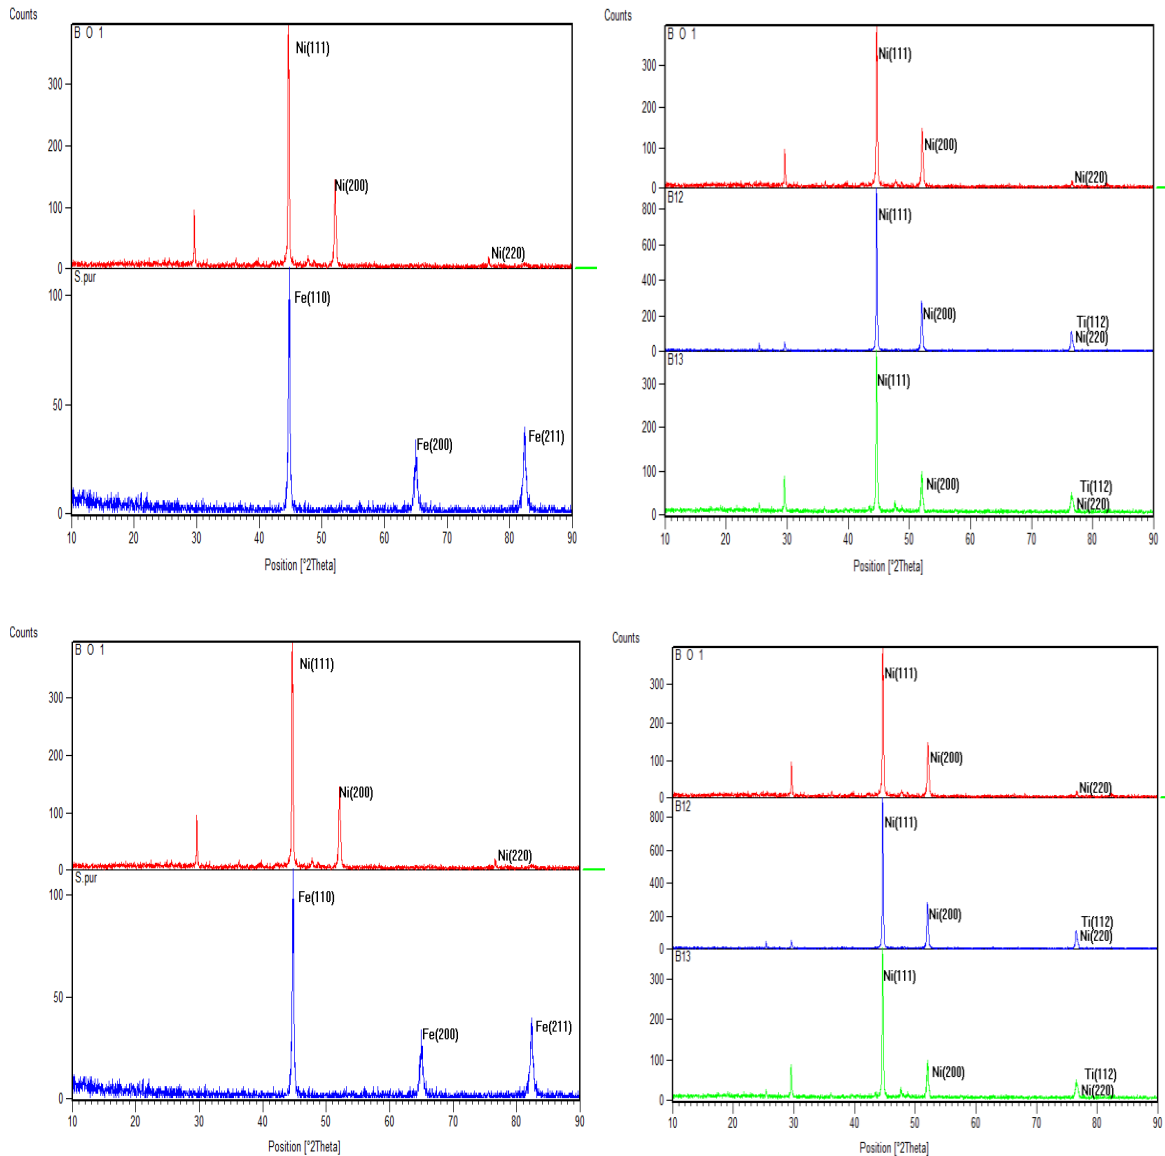 Counts
B 0 1
Ni(111)
300
200
Ni(200)
100
Ni(220)
0
S.pur
100
Fe(110)
50
Fe(200)
Fe(211)
0
10 20 30 40 50 60 70 80 90
Position [°2Theta]
Counts
B 0 1
Ni(111)
300
200
Ni(200)
100
Ni(220)
0
B12
Ni(111)
800
600
400
Ni(200)
200
Ti(112)
Ni(220)
0
B13
Ni(111)
300
200
100
Ni(200)
Ti(112)
Ni(220)
0
10 20 30 40 50 60 70 80 90
Position [°2Theta]
Counts
B 0 1
Ni(111)
300
200
Ni(200)
100
Ni(220)
0
S.pur
100
Fe(110)
50
Fe(200)
Fe(211)
0
10 20 30 40 50 60 70 80 90
Position [°2Theta]
Counts
B 0 1
Ni(111)
300
200
Ni(200)
100
Ni(220)
0
B12
Ni(111)
800
600
400
Ni(200)
200
Ti(112)
Ni(220)
0
B13
Ni(111)
300
200
100
Ni(200)
Ti(112)
Ni(220)
0
10 20 30 40 50 60 70 80 90
Position [°2Theta]